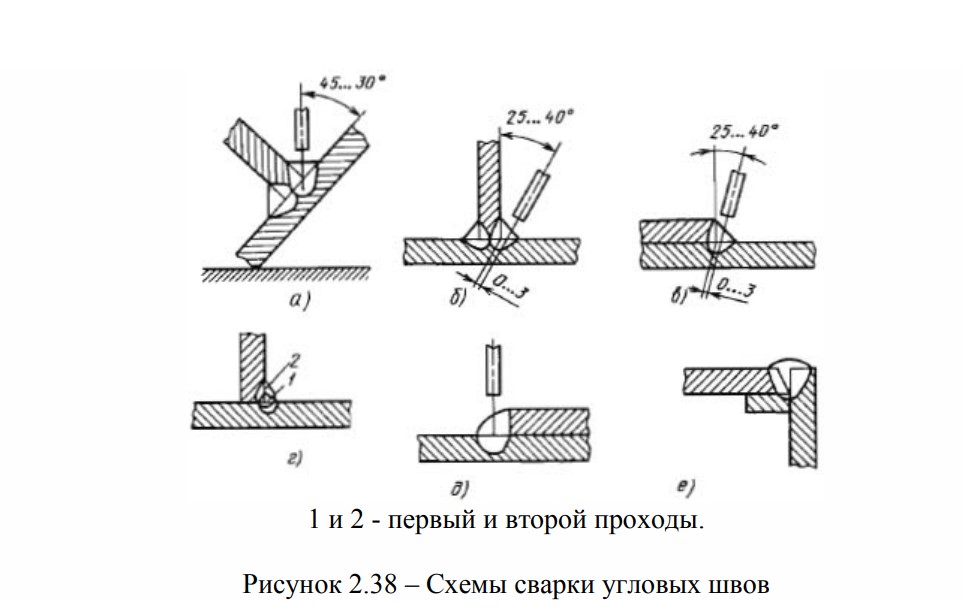 45...30°
25...40°
25...40°
а)
б)
0...3
в)
0...3
2
1
г)
д)
е)
1 и 2 - первый и второй проходы.
Рисунок 2.38 – Схемы сварки угловых швов